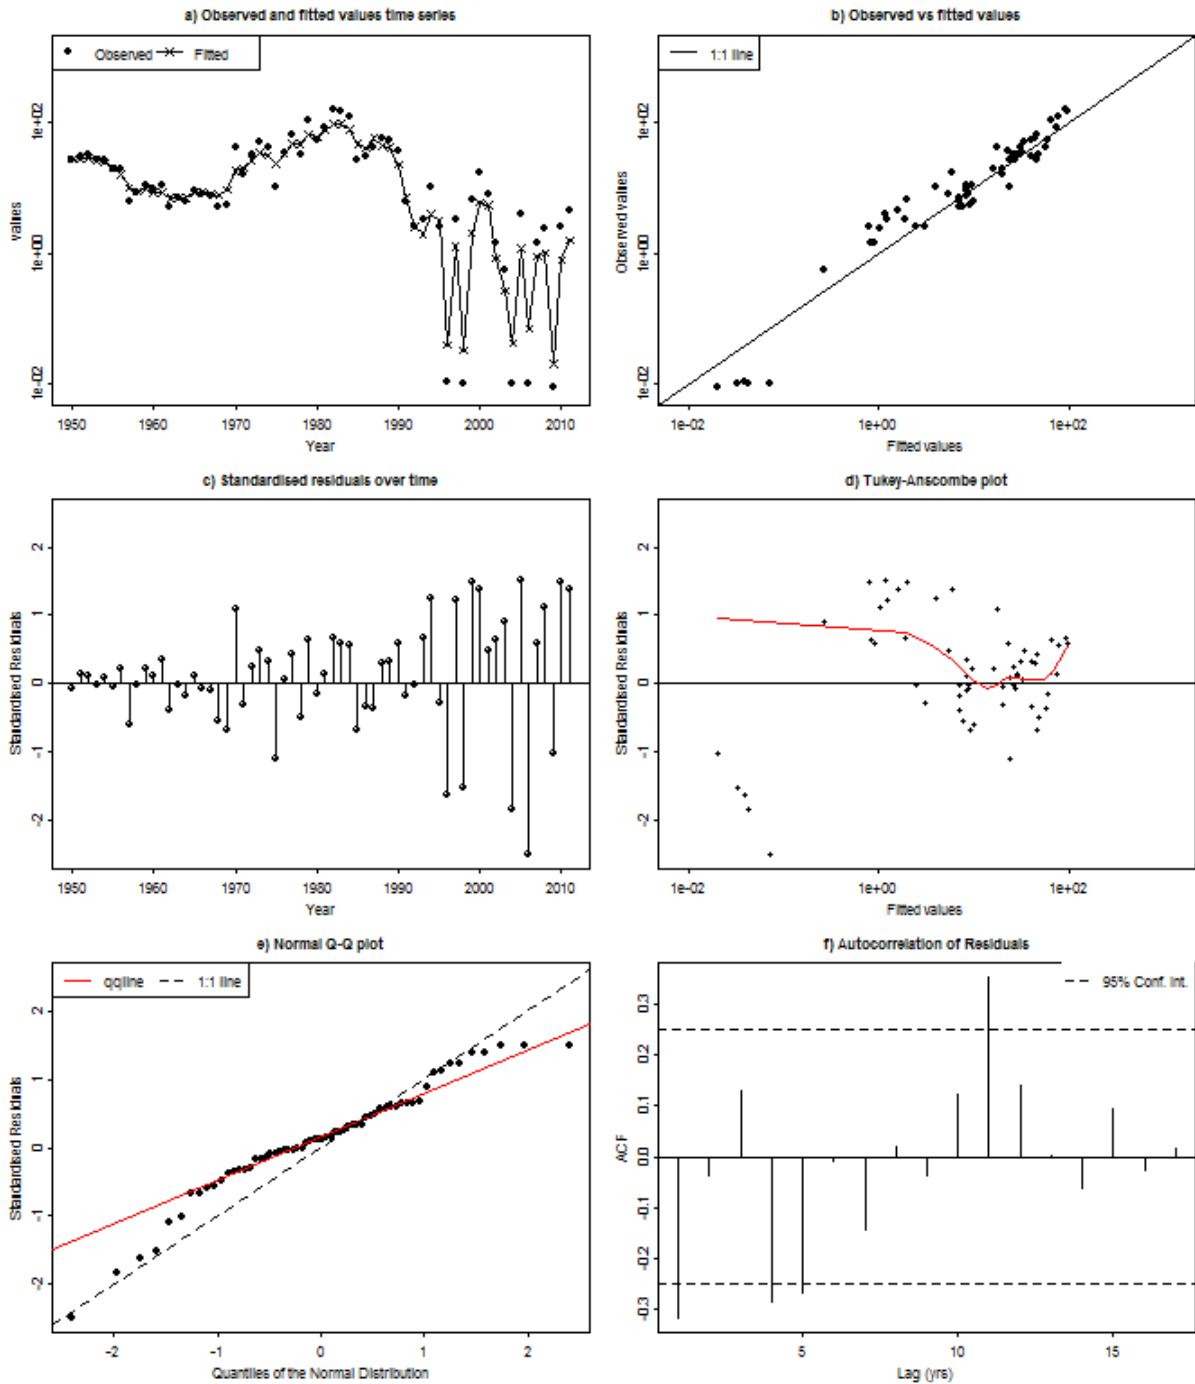 a) Observed and fitted values time series
Observed Fitted
values
1e+02
1e+00
1e-02
1950 1960 1970 1980 1990 2000 2010
Year
b) Observed vs fitted values
1:1 line
Observed values
1e+02
1e+00
1e-02
1e-02 1e+00 1e+02
Fitted values
c) Standardised residuals over time
Standardised Residuals
2
1
0
-1
-2
1950 1960 1970 1980 1990 2000 2010
Year
d) Tukey-Anscombe plot
Standardised Residuals
2
1
0
-1
-2
1e-02 1e+00 1e+02
Fitted values
e) Normal Q-Q plot
qqline 1:1 line
Standardised Residuals
2
1
0
-1
-2
-2 -1 0 1 2
Quantiles of the Normal Distribution
f) Autocorrelation of Residuals
95% Conf. Int.
ACF
0.3
0.2
0.1
0.0
-0.1
-0.2
-0.3
5 10 15
Lag (yrs)